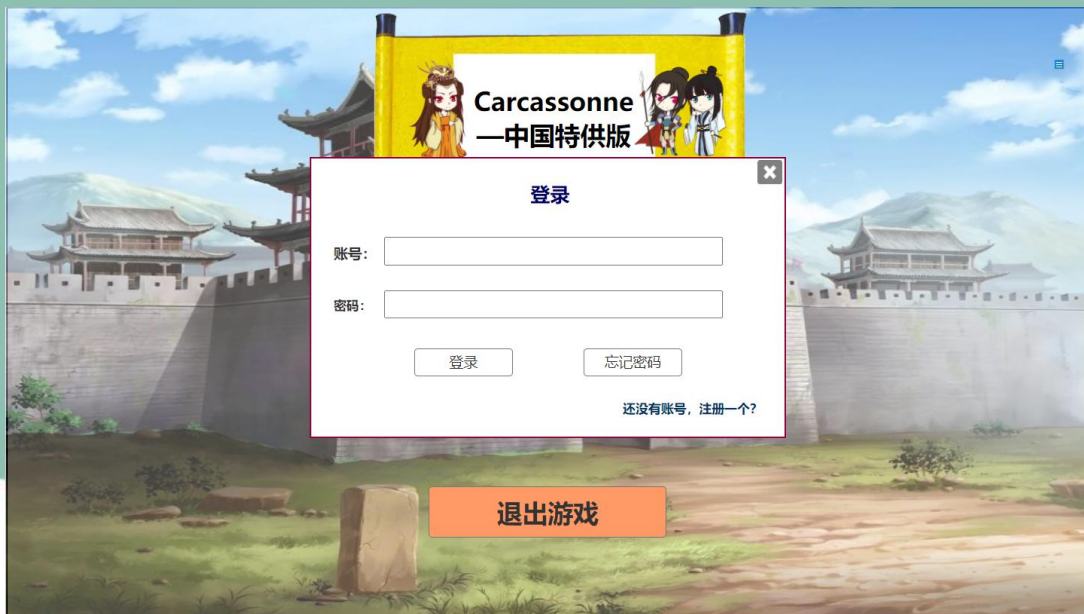 Carcassonne
—中国特供版
登录
账号：
密码：
登录 忘记密码
还没有账号，注册一个？
退出游戏